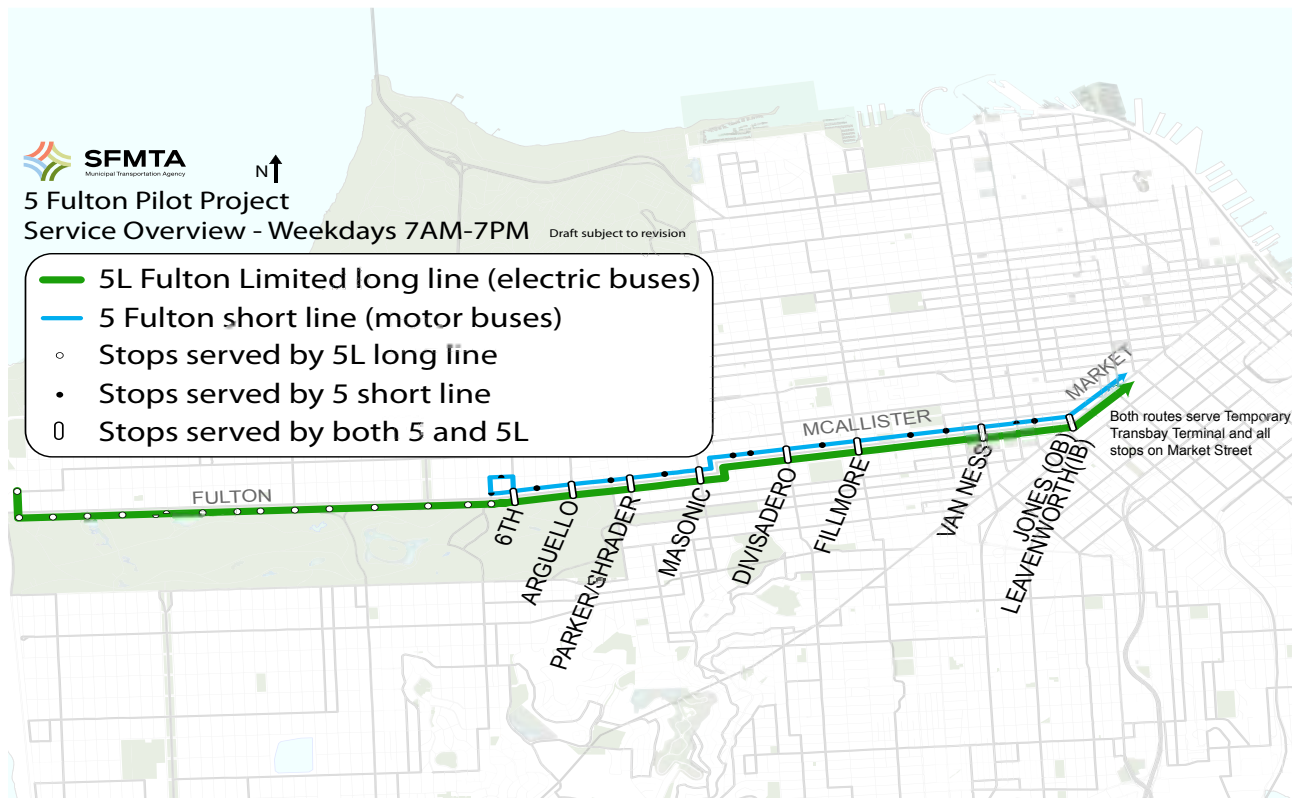 SFMTA
Municipal Transportation Agency
N
5 Fulton Pilot Project
Service Overview - Weekdays 7AM-7PM
Draft subject to revision
5L Fulton Limited long line (electric buses)
5 Fulton short line (motor buses)
Stops served by 5L long line
Stops served by 5 short line
Stops served by both 5 and 5L
MARKET
Both routes serve Temporary
Transbay Terminal and all
stops on Market Street
MCALLISTER
FULTON
6TH
ARGUELLO
PARKER/SHRADER
MASONIC
DIVISADERO
FILLMORE
VAN NESS
JONES (OB)
LEAVENWORTH(IB)